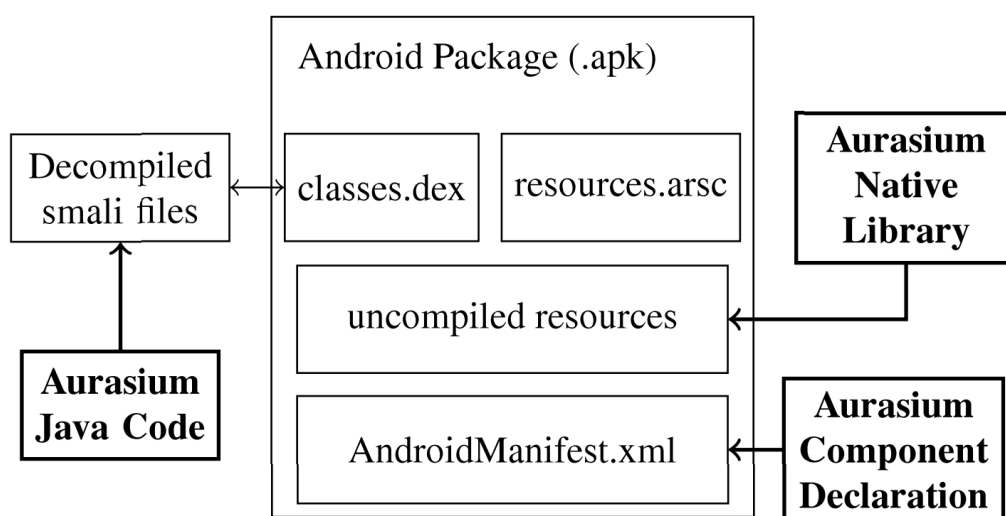 Android Package (.apk)
Decompiled
smali files
classes.dex
resources.arsc
Aurasium
Native
Library
uncompiled resources
Aurasium
Java Code
AndroidManifest.xml
Aurasium
Component
Declaration